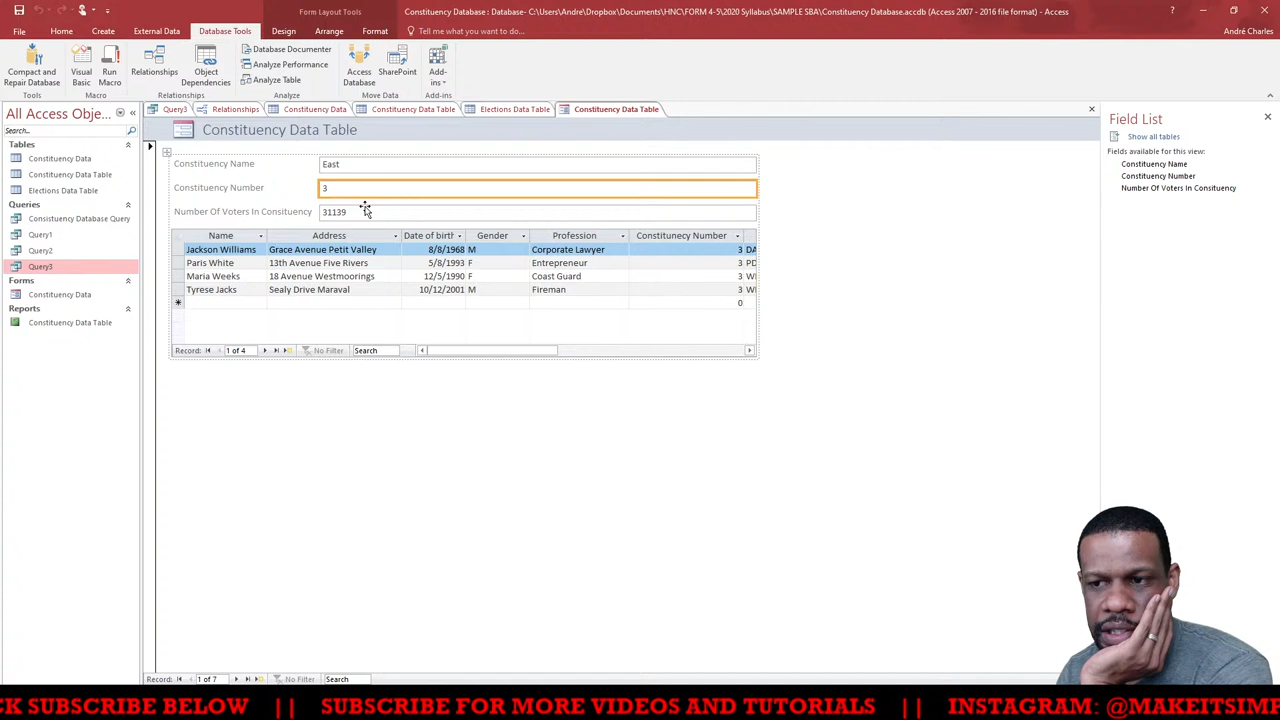 Form Layout Tools
Constituency Database : Database- C:\Users\Andre\Dropbox\Documents\HNC\FORM 4-5\2020 Syllabus\SAMPLE SBA\Constituency Database.accdb (Access 2007 - 2016 file format) - Access
File Home Create External Data Database Tools Design Arrange Format Tell me what you want to do... André Charles
Compact and Repair Database
Visual Basic
Run Macro
Relationships
Object Dependencies
Database Documenter
Analyze Performance
Analyze Table
Access Database
SharePoint
Add-ins
Tools Macro Relationships Analyze Move Data Add-ins
All Access Obje...
Search...
Tables
Constituency Data
Constituency Data Table
Elections Data Table
Queries
Consistuency Database Query
Query1
Query2
Query3
Forms
Constituency Data
Reports
Constituency Data Table
Query3 Relationships Constituency Data Constituency Data Table Elections Data Table Constituency Data Table
Constituency Data Table
Constituency Name East
Constituency Number 3
Number Of Voters In Consituency 31139
Name Address Date of birth Gender Profession Constitunecy Number
Jackson Williams Grace Avenue Petit Valley 8/8/1968 M Corporate Lawyer 3 DA
Paris White 13th Avenue Five Rivers 5/8/1993 F Entrepreneur 3 PD
Maria Weeks 18 Avenue Westmoorings 12/5/1990 F Coast Guard 3 W
Tyrese Jacks Sealy Drive Maraval 10/12/2001 M Fireman 3 W
0
Record: 1 of 4 No Filter Search
Record: 1 of 7 No Filter Search
Field List
Show all tables
Fields available for this view:
Constituency Name
Constituency Number
Number Of Voters In Consituency
CK SUBSCRIBE BELOW || SUBSCRIBE FOR MORE VIDEOS AND TUTORIALS || INSTAGRAM: @MAKEITSIM